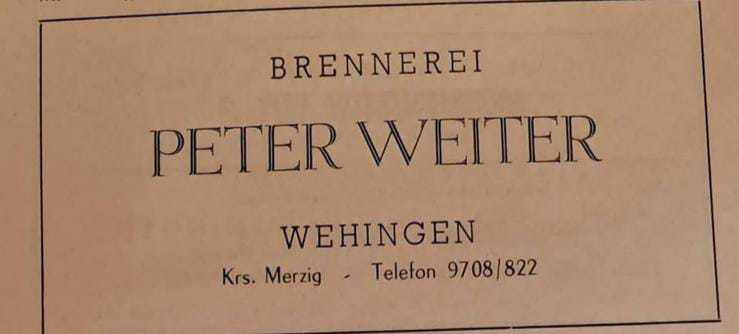 BRENNEREI
PETER WEITER
WEHINGEN
Krs. Merzig - Telefon 9708/822